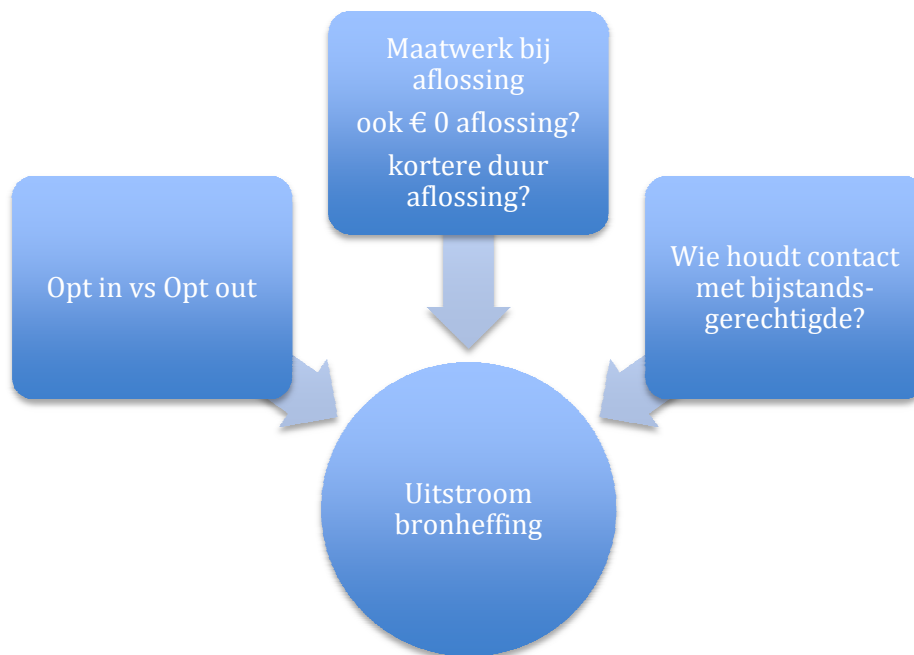 Maatwerk bij
aflossing
ook € 0 aflossing?
kortere duur
aflossing?
Opt in vs Opt out
Wie houdt contact
met bijstands-
gerechtigde?
Uitstroom
bronheffing